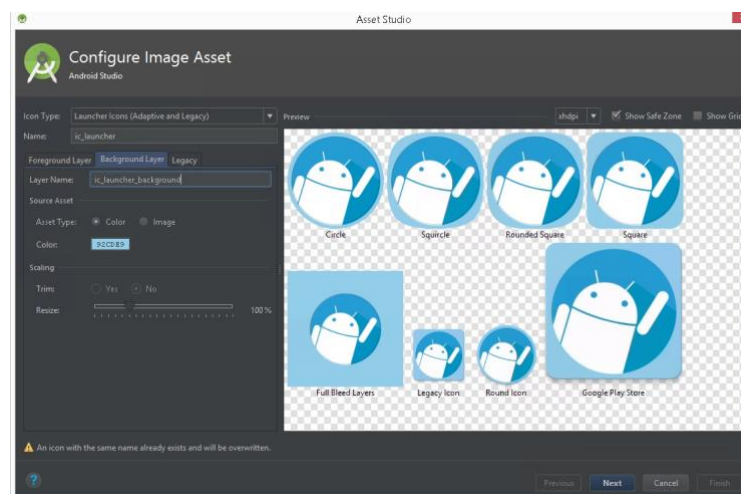 Asset Studio
Configure Image Asset
Android Studio
Icon Type: Launcher Icons (Adaptive and Legacy)
Name: ic_launcher
Foreground Layer Background Layer Legacy
Layer Name: ic_launcher_background
Source Asset
Asset Type: Color Image
Color: 92CDE9
Scaling
Trim: Yes No
Resize: 100 %
Preview xhdpi Show Safe Zone Show Grid
Circle Squircle Rounded Square Square
Full Bleed Layers Legacy Icon Round Icon Google Play Store
An icon with the same name already exists and will be overwritten.
? Previous Next Cancel Finish